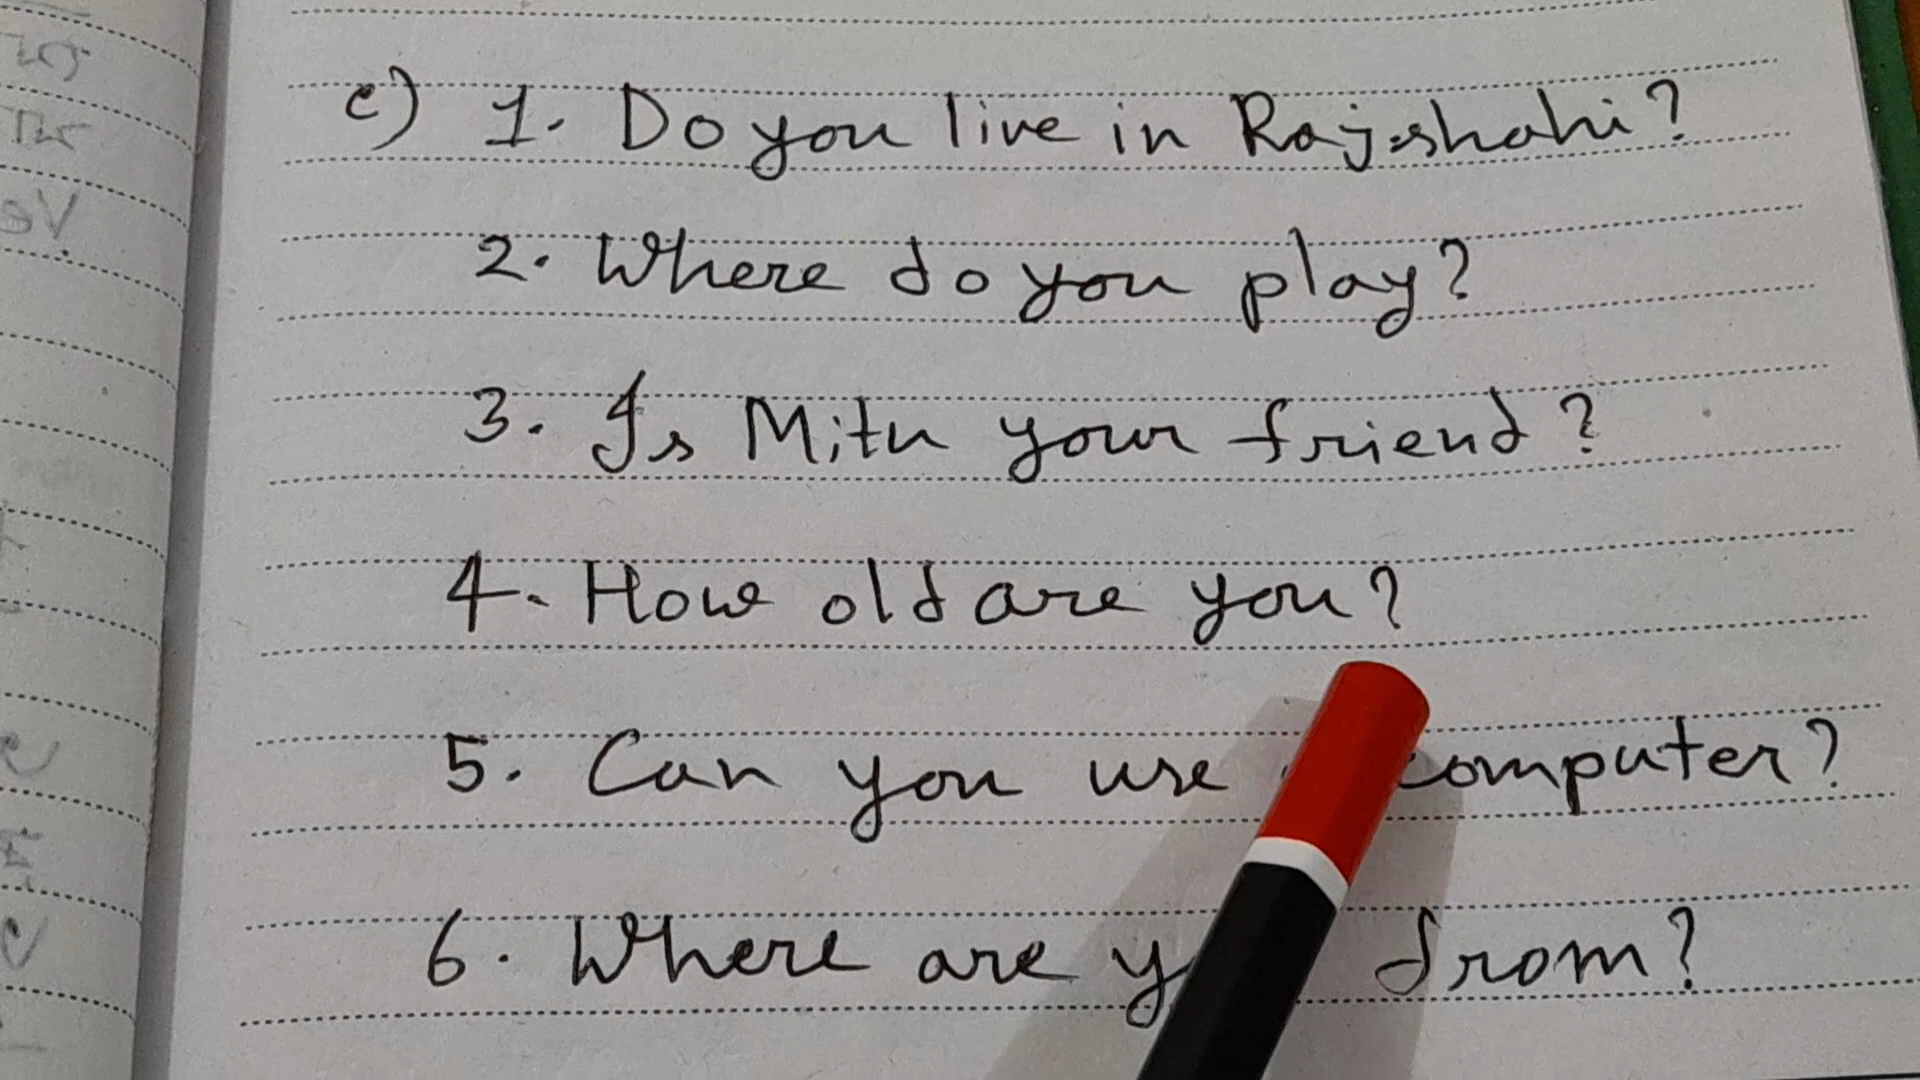 c) 1. Do you live in Rajshahi?
2. Where do you play?
3. Is Mitu your friend?
4. How old are you?
5. Can you use computer?
6. Where are from?